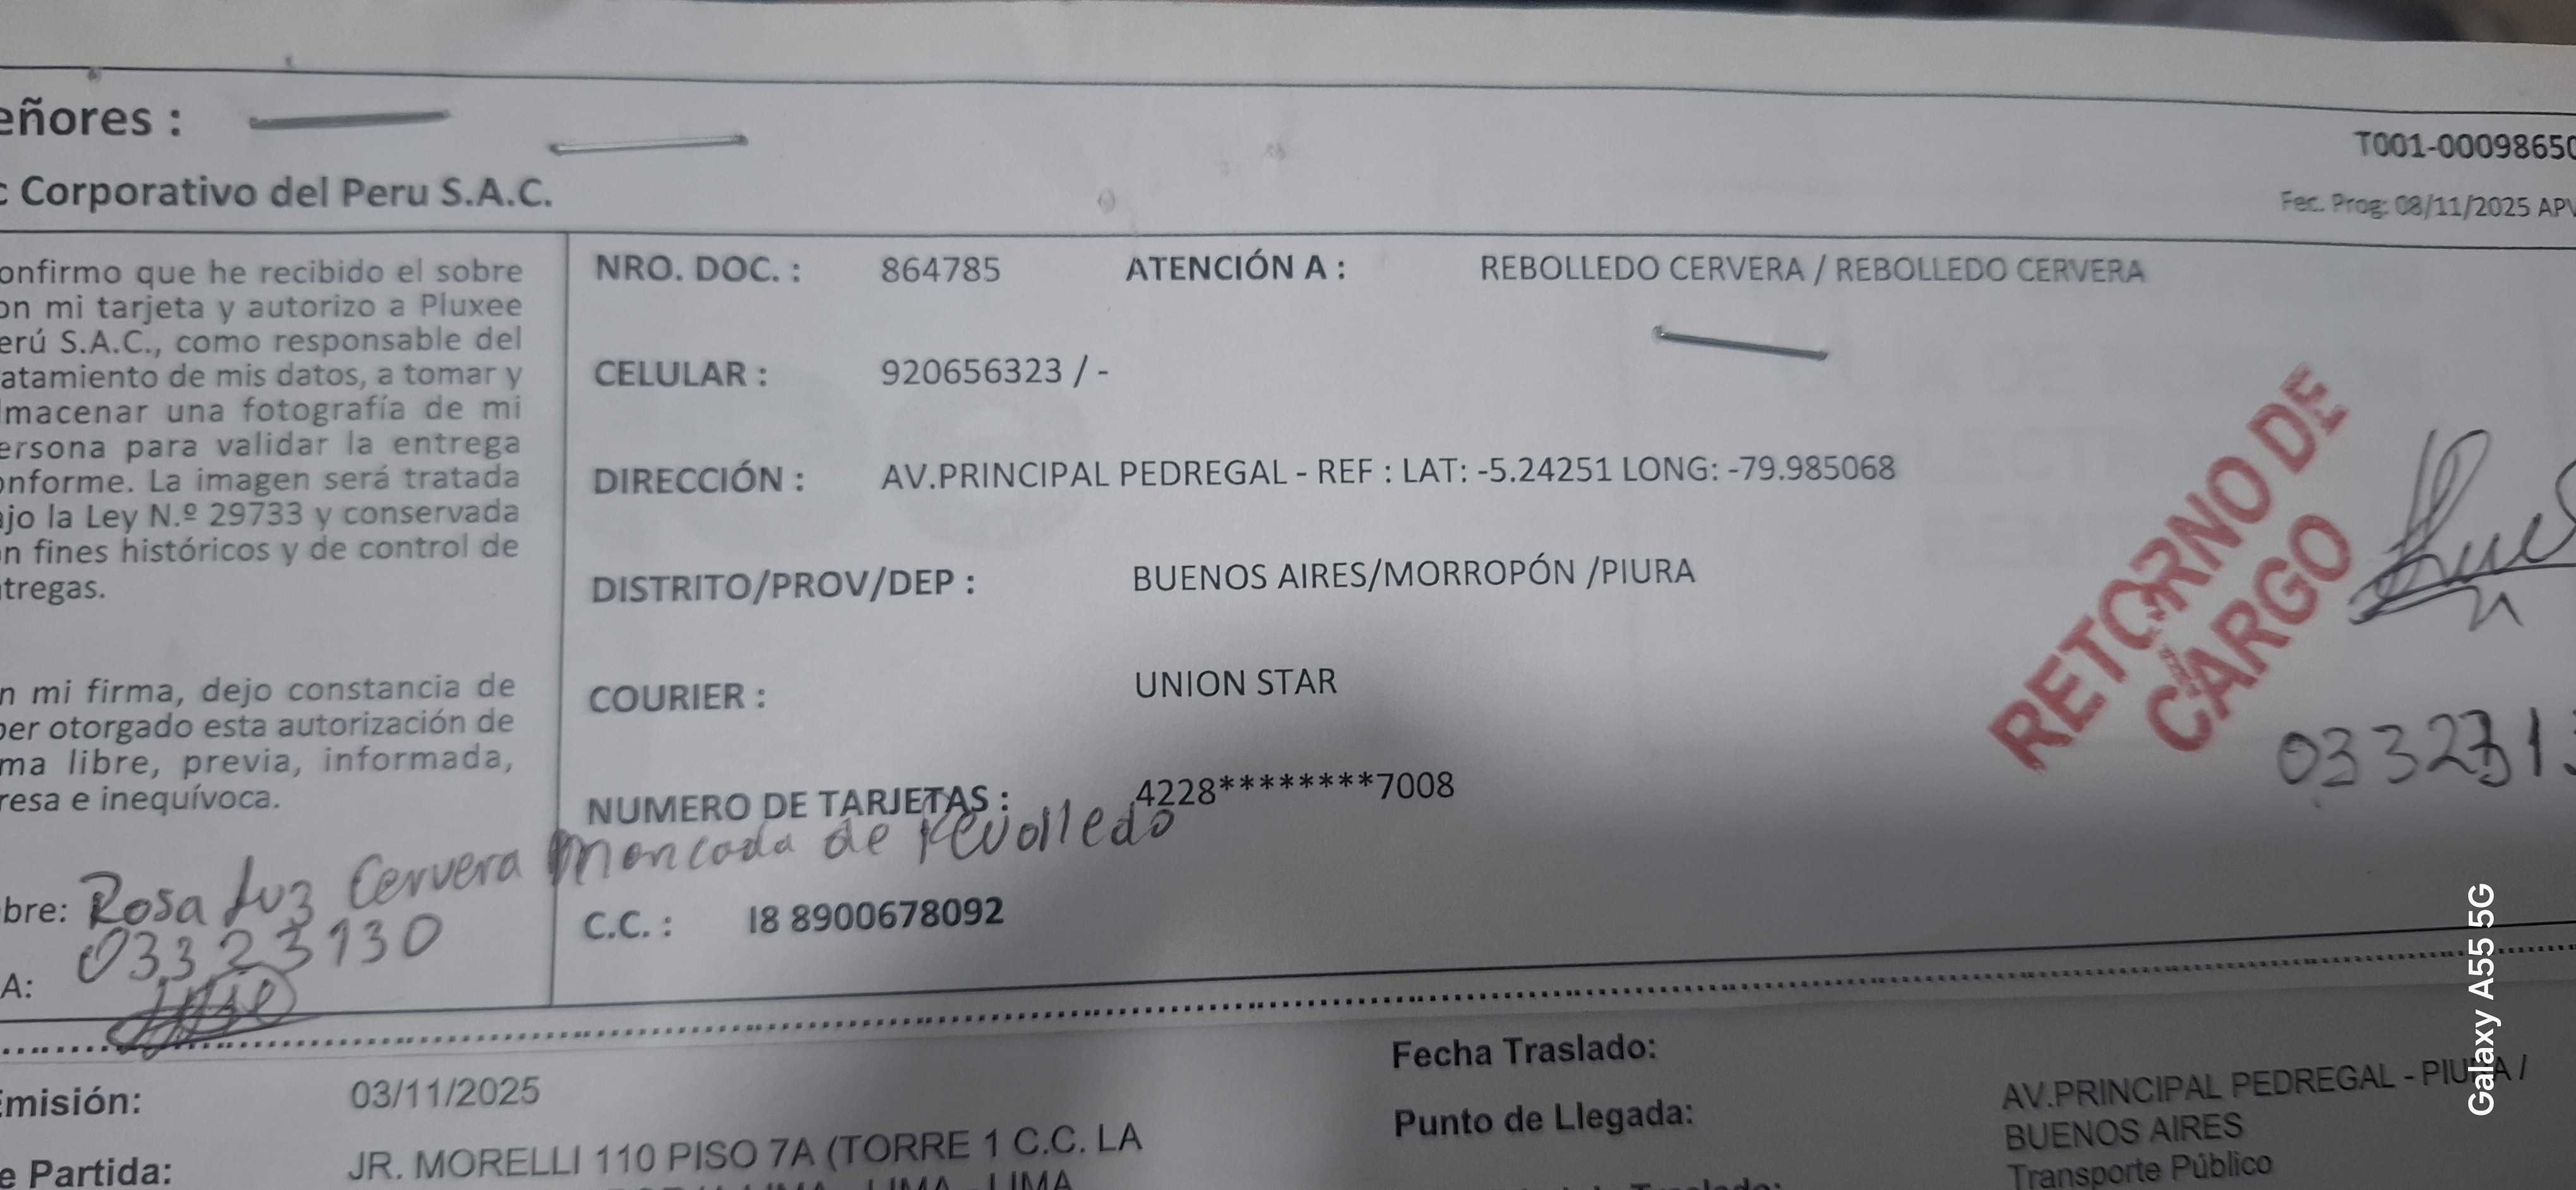 eñores :
T001-00098650
c Corporativo del Peru S.A.C.
Fec. Prog: 08/11/2025 APV
onfirmo que he recibido el sobre
on mi tarjeta y autorizo a Pluxee
erú S.A.C., como responsable del
atamiento de mis datos, a tomar y
lmacenar una fotografía de mi
ersona para validar la entrega
onforme. La imagen será tratada
ajo la Ley N.º 29733 y conservada
on fines históricos y de control de
ntregas.
n mi firma, dejo constancia de
ber otorgado esta autorización de
ma libre, previa, informada,
resa e inequívoca.
NRO. DOC. : 864785 ATENCIÓN A : REBOLLEDO CERVERA / REBOLLEDO CERVERA
CELULAR : 920656323 / -
DIRECCIÓN : AV.PRINCIPAL PEDREGAL - REF : LAT: -5.24251 LONG: -79.985068
DISTRITO/PROV/DEP : BUENOS AIRES/MORROPÓN /PIURA
COURIER : UNION STAR
NUMERO DE TARJETAS : 4228********7008
RETORNO DE
CARGO
bre: Rosa Luz Cervera Moncada de Revolledo
A: 03323130
C.C. : I8 8900678092
Emisión: 03/11/2025
e Partida: JR. MORELLI 110 PISO 7A (TORRE 1 C.C. LA
LIMA - LIMA
Fecha Traslado:
Punto de Llegada: AV.PRINCIPAL PEDREGAL - PIURA /
BUENOS AIRES
Transporte Público
Galaxy A55 5G